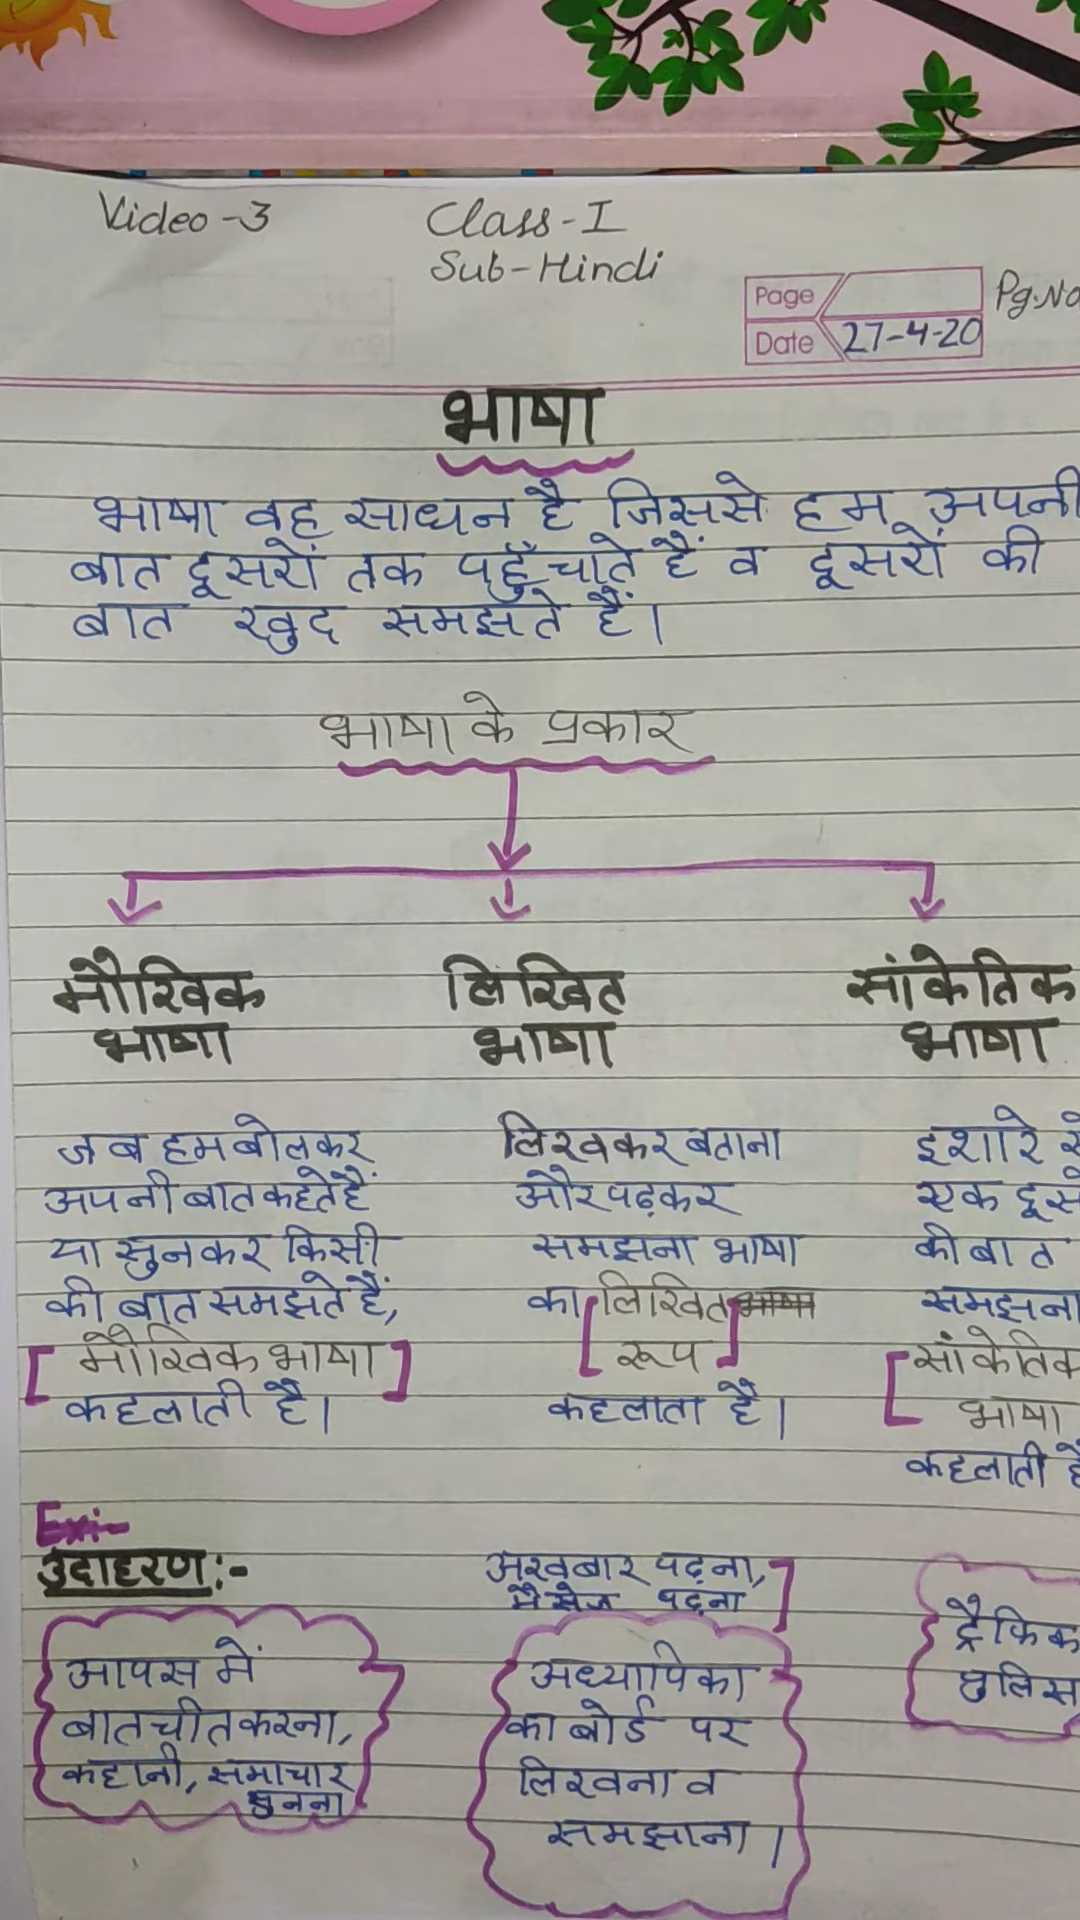 Video-3
Class-I
Sub-Hindi
Page
Pg.No
Date 27-4-20
भाषा
भाषा वह साधन है जिससे हम अपनी
बात दूसरों तक पहुँचाते हैं व दूसरों की
बात खुद समझते हैं।
भाषा के प्रकार
मौखिक
भाषा
जब हम बोलकर
अपनी बात कहते हैं
या सुनकर किसी
की बात समझते हैं,
[मौखिक भाषा]
कहलाती है।
लिखित
भाषा
लिखकर बताना
और पढ़कर
समझना भाषा
का [लिखित भाषा
रूप]
कहलाता है।
सांकेतिक
भाषा
इशारे
एक
की बात
समझना
[सांकेतिक
भाषा
कहलाती
Ex:-
उदाहरण:-
आपस में
बातचीत करना,
कहानी, समाचार
सुनना
अखबार पढ़ना,
मैसेज पढ़ना]
अध्यापिका
का बोर्ड पर
लिखना व
समझाना।
ट्रैफिक
पुलिस